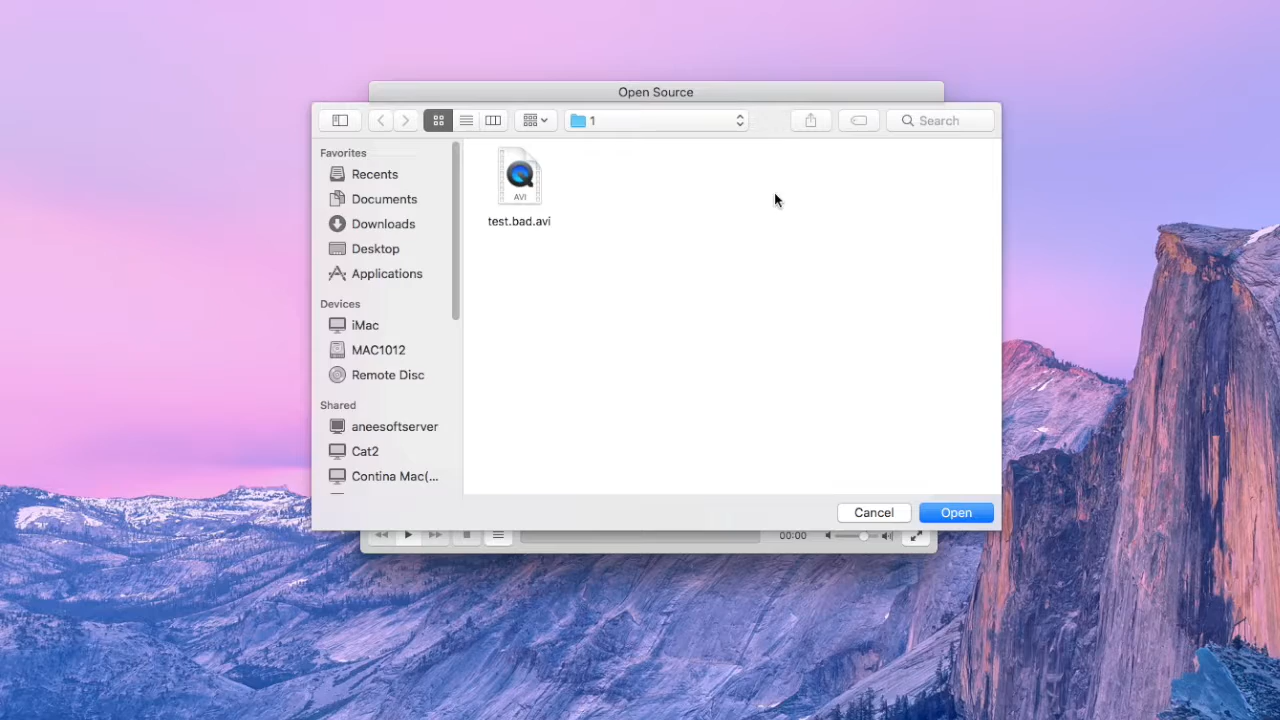 Open Source
1
Search
Favorites
Recents
Documents
Downloads
Desktop
Applications
Devices
iMac
MAC1012
Remote Disc
Shared
aneesoftserver
Cat2
Contina Mac(...
AVI
test.bad.avi
Cancel
Open
00:00